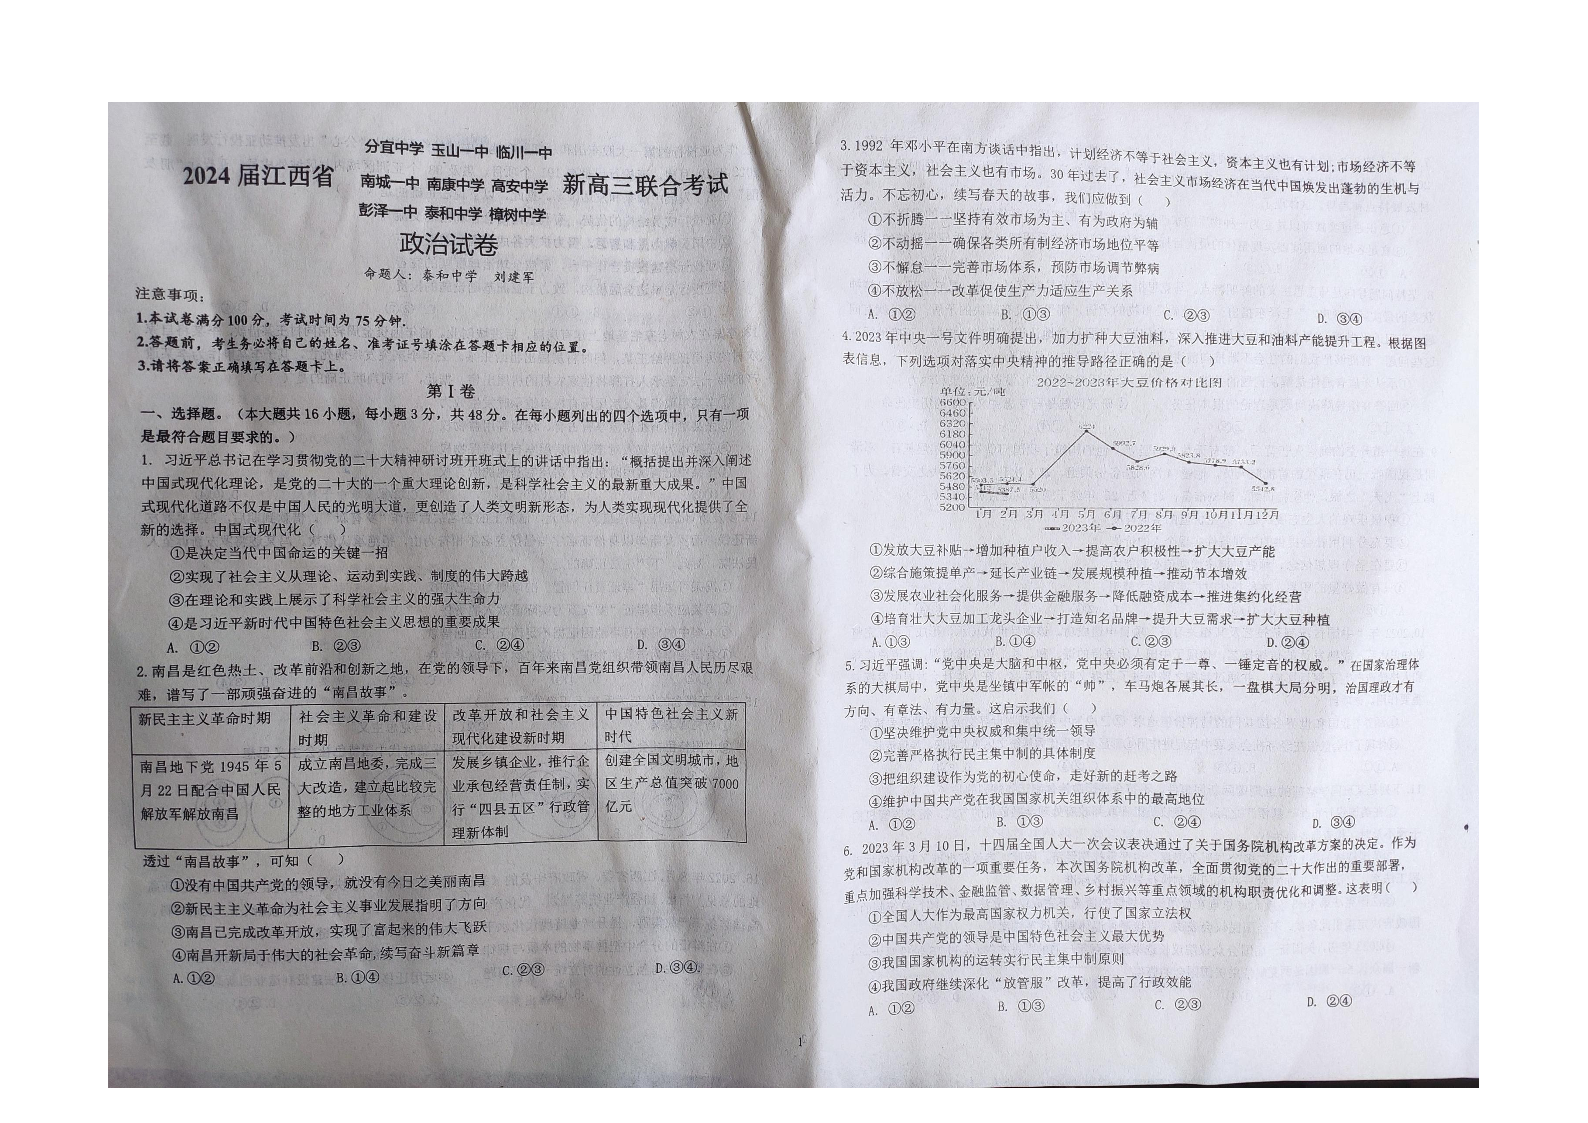 2024 届江西省
分宜中学 玉山一中 临川一中
南城一中 南康中学 高安中学
彭泽一中 泰和中学 樟树中学
新高三联合考试
政治试卷
命题人：泰和中学 刘建军
注意事项：
1.本试卷满分100分，考试时间为75分钟.
2.答题前，考生务必将自己的姓名、准考证号填涂在答题卡相应的位置。
3.请将答案正确填写在答题卡上。
第 I 卷
一、选择题。（本大题共16小题，每小题3分，共48分。在每小题列出的四个选项中，只有一项
是最符合题目要求的。）
1. 习近平总书记在学习贯彻党的二十大精神研讨班开班式上的讲话中指出：“概括提出并深入阐述
中国式现代化理论，是党的二十大的一个重大理论创新，是科学社会主义的最新重大成果。”中国
式现代化道路不仅是中国人民的光明大道，更创造了人类文明新形态，为人类实现现代化提供了全
新的选择。中国式现代化（ ）
①是决定当代中国命运的关键一招
②实现了社会主义从理论、运动到实践、制度的伟大跨越
③在理论和实践上展示了科学社会主义的强大生命力
④是习近平新时代中国特色社会主义思想的重要成果
A. ①② B. ②③ C. ②④ D. ③④
2.南昌是红色热土、改革前沿和创新之地，在党的领导下，百年来南昌党组织带领南昌人民历尽艰
难，谱写了一部顽强奋进的“南昌故事”。
新民主主义革命时期
社会主义革命和建设
时期
改革开放和社会主义
现代化建设新时期
中国特色社会主义新
时代
南昌地下党1945年5
月22日配合中国人民
解放军解放南昌
成立南昌地委，完成三
大改造，建立起比较完
整的地方工业体系
发展乡镇企业，推行企
业承包经营责任制，实
行“四县五区”行政管
理新体制
创建全国文明城市，地
区生产总值突破7000
亿元
透过“南昌故事”，可知（ ）
①没有中国共产党的领导，就没有今日之美丽南昌
②新民主主义革命为社会主义事业发展指明了方向
③南昌已完成改革开放，实现了富起来的伟大飞跃
④南昌开新局于伟大的社会革命,续写奋斗新篇章
A.①② B.①④ C.②③ D.③④.
3.1992 年邓小平在南方谈话中指出，计划经济不等于社会主义，资本主义也有计划;市场经济不等
于资本主义，社会主义也有市场。30年过去了，社会主义市场经济在当代中国焕发出蓬勃的生机与
活力。不忘初心，续写春天的故事，我们应做到（ ）
①不折腾——坚持有效市场为主、有为政府为辅
②不动摇——确保各类所有制经济市场地位平等
③不懈怠——完善市场体系，预防市场调节弊病
④不放松——改革促使生产力适应生产关系
A. ①② B. ①③ C. ②③ D. ③④
4.2023年中央一号文件明确提出，加力扩种大豆油料，深入推进大豆和油料产能提升工程。根据图
表信息，下列选项对落实中央精神的推导路径正确的是（ ）
2022~2023年大豆价格对比图
单位:元/吨
6600
6460
6320
6180
6040
5900
5760
5620
5480
5340
5200
1月 2月 3月 4月 5月 6月 7月 8月 9月 10月11月12月
2023年 2022年
①发放大豆补贴→增加种植户收入→提高农户积极性→扩大大豆产能
②综合施策提单产→延长产业链→发展规模种植→推动节本增效
③发展农业社会化服务→提供金融服务→降低融资成本→推进集约化经营
④培育壮大大豆加工龙头企业→打造知名品牌→提升大豆需求→扩大大豆种植
A.①③ B.①④ C.②③ D.②④
5.习近平强调:“党中央是大脑和中枢，党中央必须有定于一尊、一锤定音的权威。”在国家治理体
系的大棋局中，党中央是坐镇中军帐的“帅”，车马炮各展其长，一盘棋大局分明，治国理政才有
方向、有章法、有力量。这启示我们（ ）
①坚决维护党中央权威和集中统一领导
②完善严格执行民主集中制的具体制度
③把组织建设作为党的初心使命，走好新的赶考之路
④维护中国共产党在我国国家机关组织体系中的最高地位
A. ①② B. ①③ C. ②④ D. ③④
6. 2023年3月10日，十四届全国人大一次会议表决通过了关于国务院机构改革方案的决定。作为
党和国家机构改革的一项重要任务，本次国务院机构改革，全面贯彻党的二十大作出的重要部署，
重点加强科学技术、金融监管、数据管理、乡村振兴等重点领域的机构职责优化和调整。这表明（ ）
①全国人大作为最高国家权力机关，行使了国家立法权
②中国共产党的领导是中国特色社会主义最大优势
③我国国家机构的运转实行民主集中制原则
④我国政府继续深化“放管服”改革，提高了行政效能
A. ①② B. ①③ C. ②③ D. ②④
1